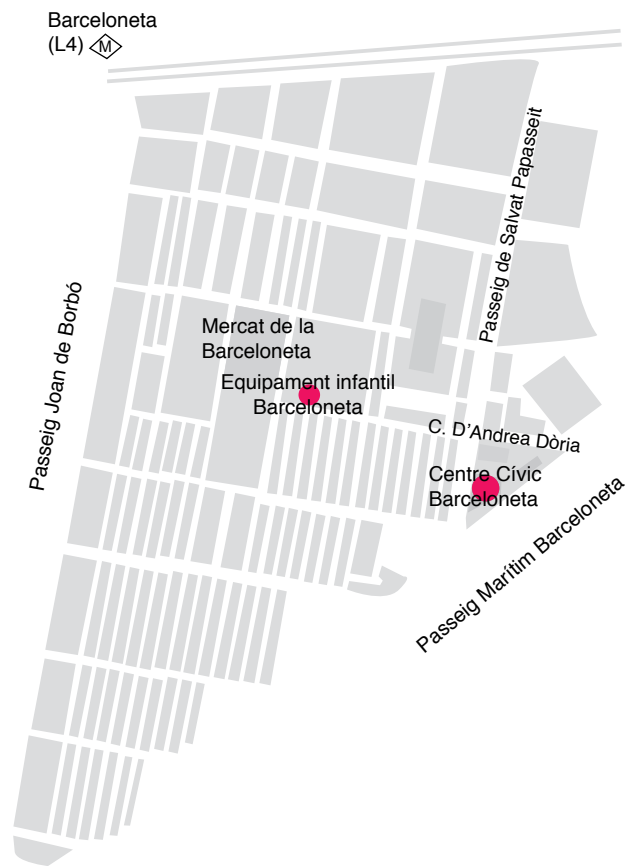 Barceloneta
(L4) M
Passeig de Salvat Papasseit
Passeig Joan de Borbó
Mercat de la
Barceloneta
Equipament infantil
Barceloneta
C. D'Andrea Dòria
Centre Cívic
Barceloneta
Passeig Marítim Barceloneta